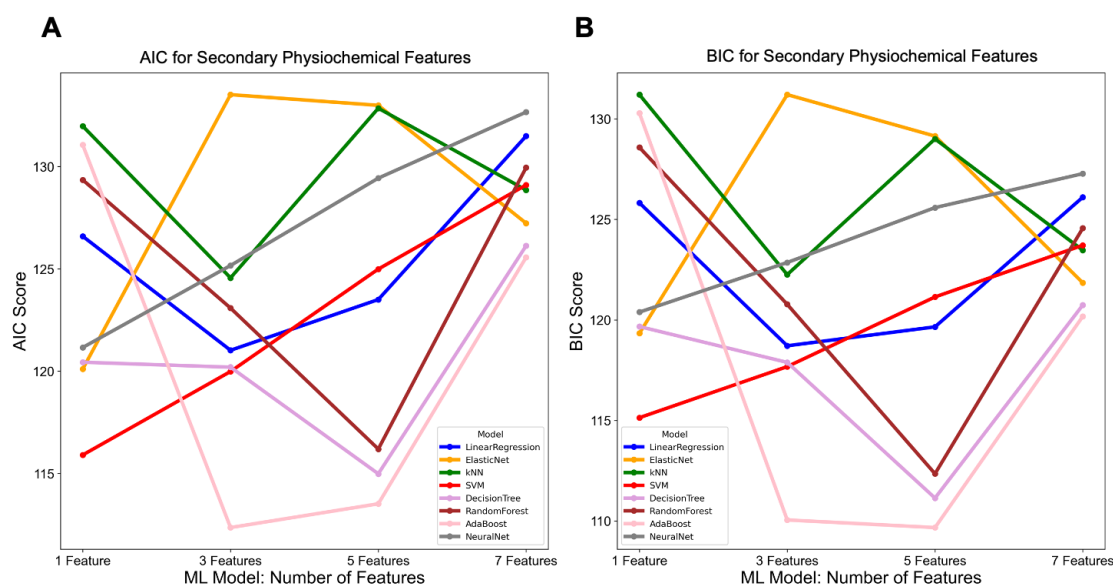 A
AIC for Secondary Physiochemical Features
AIC Score
130
125
120
115
1 Feature
3 Features
5 Features
7 Features
ML Model: Number of Features
Model
LinearRegression
ElasticNet
kNN
SVM
DecisionTree
RandomForest
AdaBoost
NeuralNet
B
BIC for Secondary Physiochemical Features
BIC Score
130
125
120
115
110
1 Feature
3 Features
5 Features
7 Features
ML Model: Number of Features
Model
LinearRegression
ElasticNet
kNN
SVM
DecisionTree
RandomForest
AdaBoost
NeuralNet